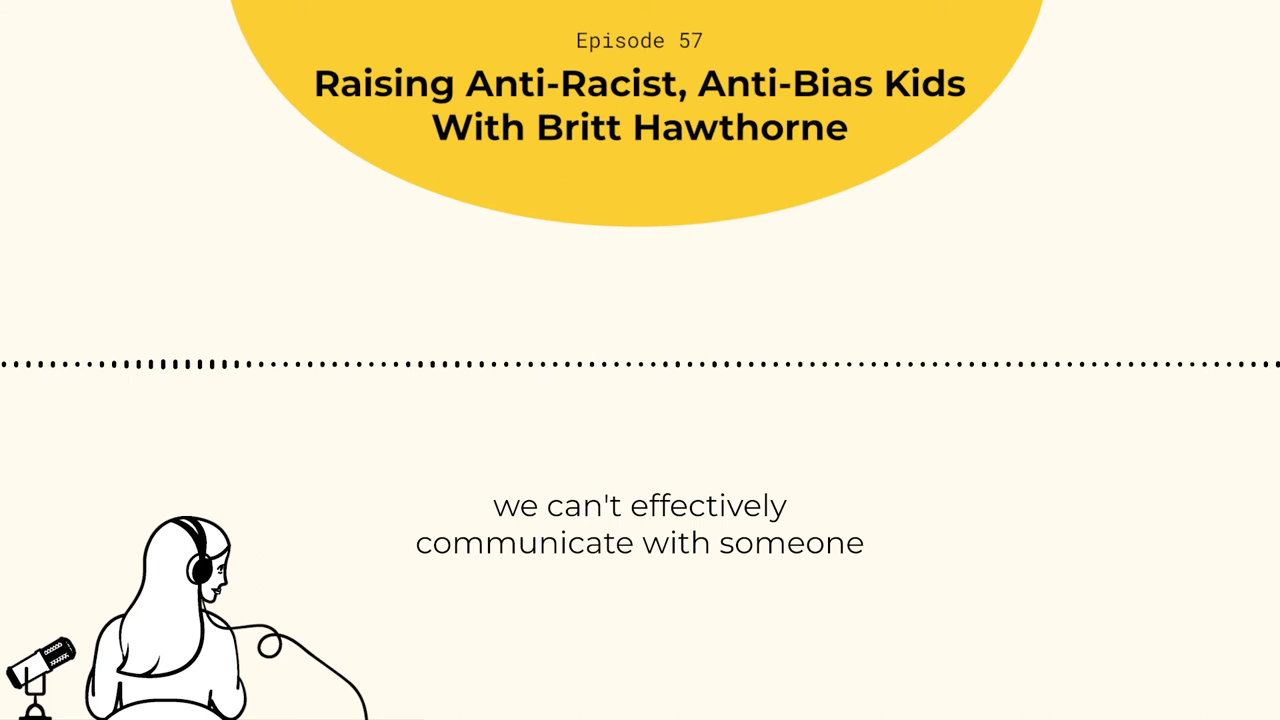 Episode 57
Raising Anti-Racist, Anti-Bias Kids
With Britt Hawthorne
we can't effectively
communicate with someone